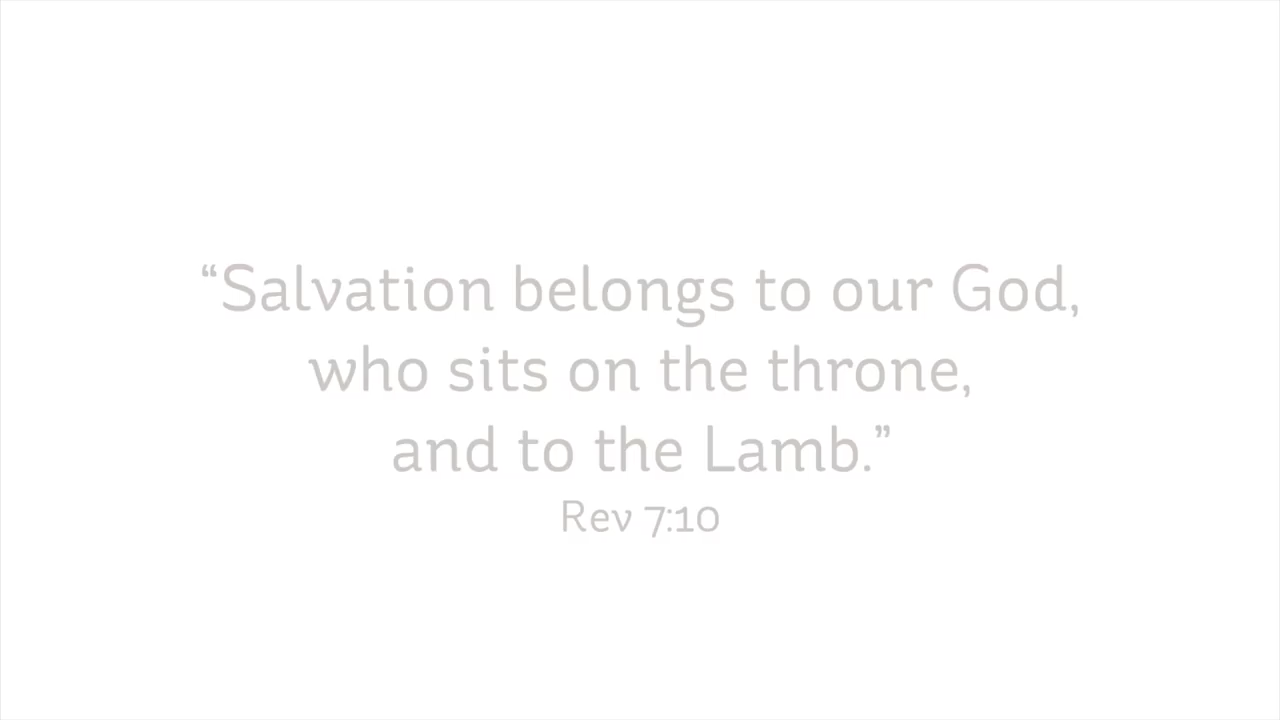 “Salvation belongs to our God,
who sits on the throne,
and to the Lamb.”
Rev 7:10